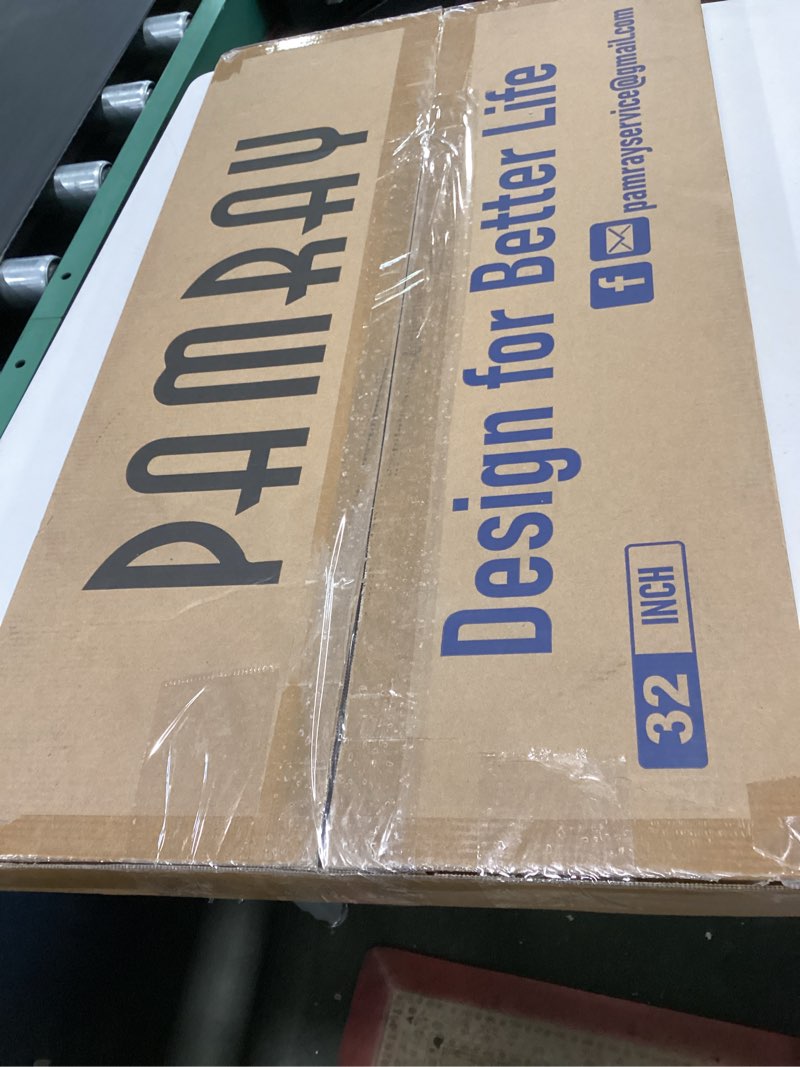 PAMRAY
Design for Better Life
pamrayservice@gmail.com
32 INCH